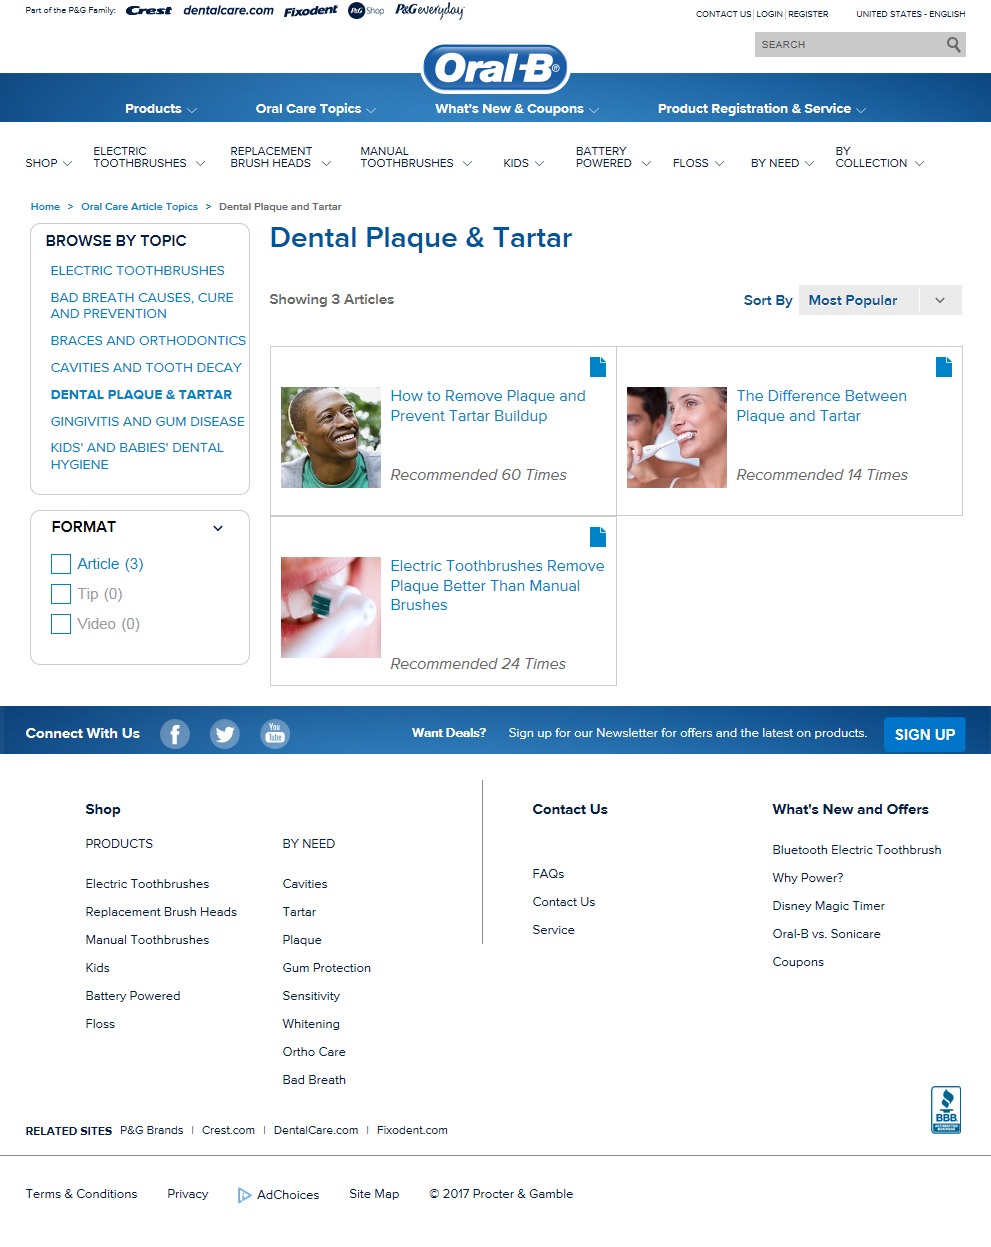 Part of the P&G Family: Crest dentalcare.com Fixodent P&G Shop P&G everyday
CONTACT US | LOGIN | REGISTER UNITED STATES - ENGLISH
SEARCH
Oral-B®
Products Oral Care Topics What's New & Coupons Product Registration & Service
SHOP
ELECTRIC
TOOTHBRUSHES
REPLACEMENT
BRUSH HEADS
MANUAL
TOOTHBRUSHES
KIDS
BATTERY
POWERED
FLOSS
BY NEED
BY
COLLECTION
Home > Oral Care Article Topics > Dental Plaque and Tartar
BROWSE BY TOPIC
ELECTRIC TOOTHBRUSHES
BAD BREATH CAUSES, CURE
AND PREVENTION
BRACES AND ORTHODONTICS
CAVITIES AND TOOTH DECAY
DENTAL PLAQUE & TARTAR
GINGIVITIS AND GUM DISEASE
KIDS' AND BABIES' DENTAL
HYGIENE
FORMAT
Article (3)
Tip (0)
Video (0)
Dental Plaque & Tartar
Showing 3 Articles
Sort By Most Popular
How to Remove Plaque and
Prevent Tartar Buildup
Recommended 60 Times
The Difference Between
Plaque and Tartar
Recommended 14 Times
Electric Toothbrushes Remove
Plaque Better Than Manual
Brushes
Recommended 24 Times
Connect With Us
You
Tube
Want Deals? Sign up for our Newsletter for offers and the latest on products. SIGN UP
Shop
PRODUCTS
Electric Toothbrushes
Replacement Brush Heads
Manual Toothbrushes
Kids
Battery Powered
Floss
BY NEED
Cavities
Tartar
Plaque
Gum Protection
Sensitivity
Whitening
Ortho Care
Bad Breath
Contact Us
FAQs
Contact Us
Service
What's New and Offers
Bluetooth Electric Toothbrush
Why Power?
Disney Magic Timer
Oral-B vs. Sonicare
Coupons
BBB
ACCREDITED
BUSINESS
RELATED SITES P&G Brands | Crest.com | DentalCare.com | Fixodent.com
Terms & Conditions Privacy AdChoices Site Map © 2017 Procter & Gamble